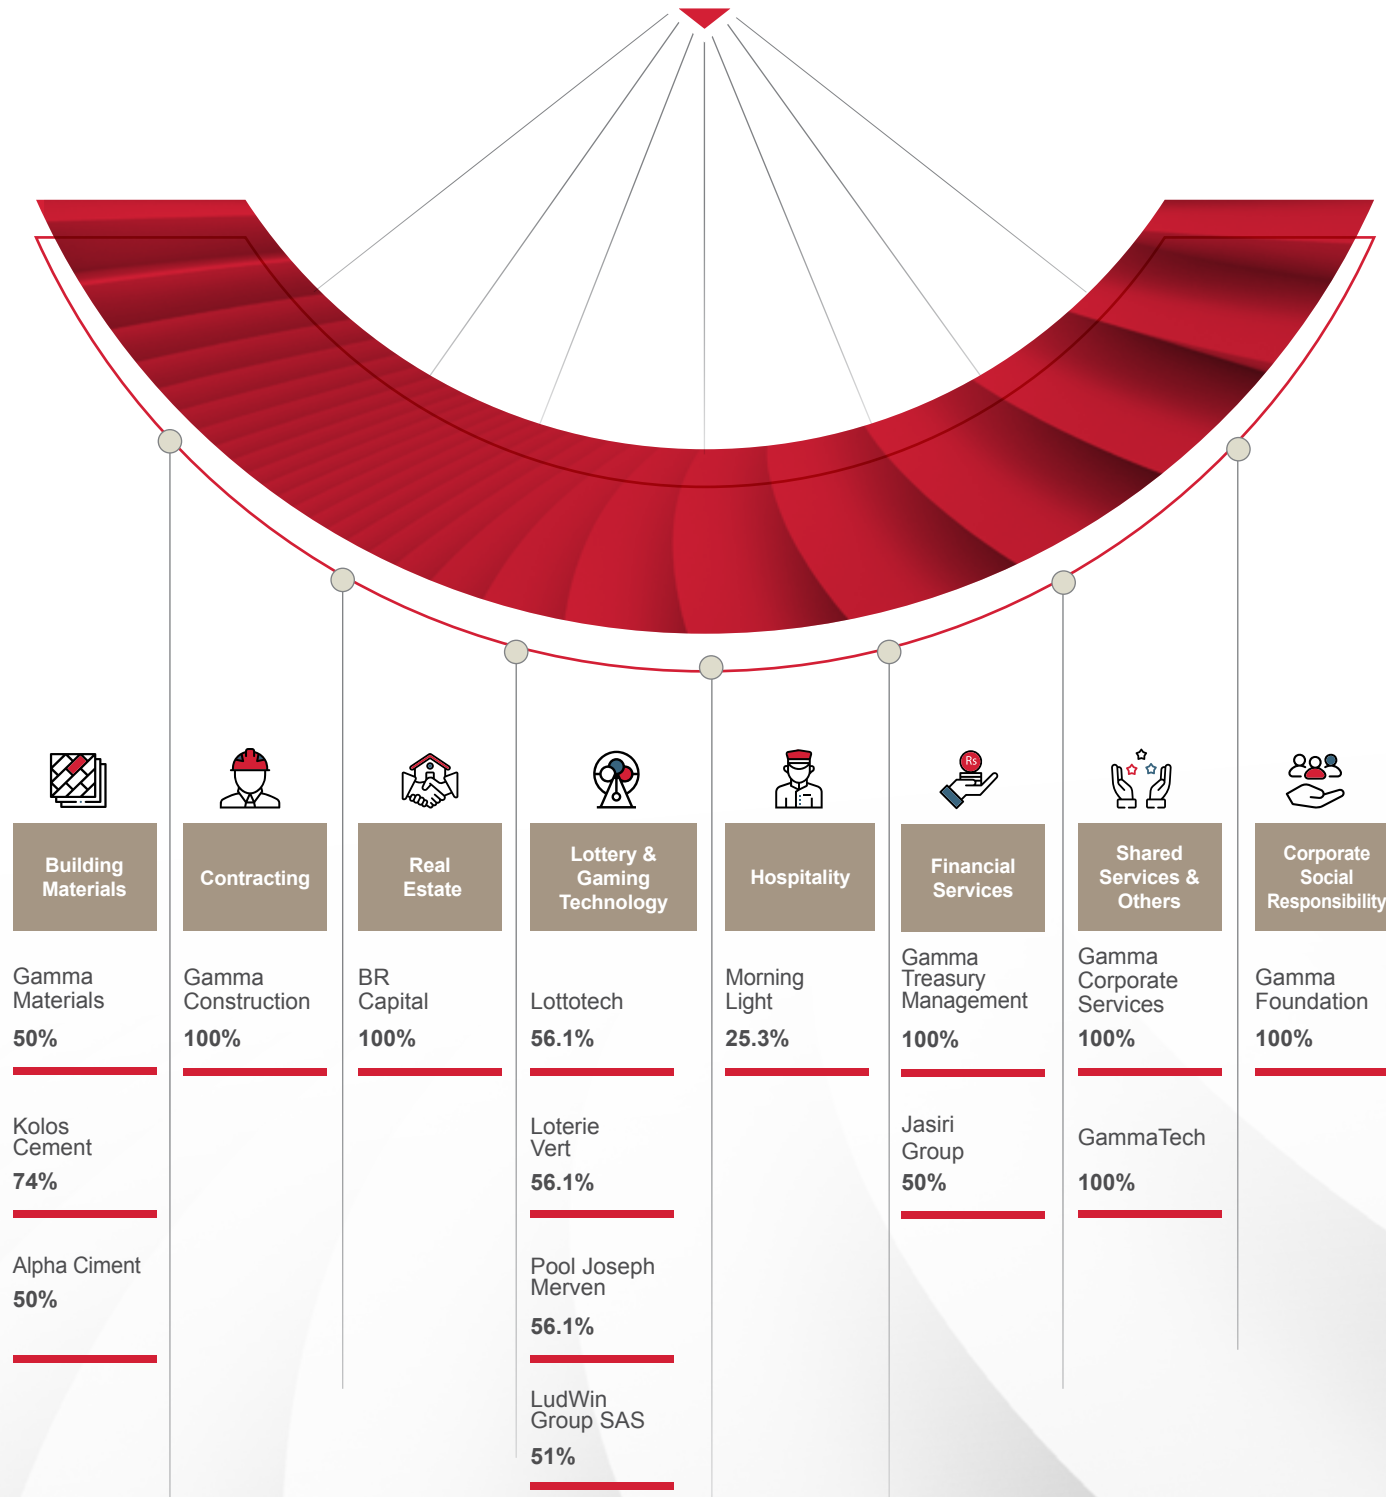 Rs
Building
Materials
Contracting
Real
Estate
Lottery &
Gaming
Technology
Hospitality
Financial
Services
Shared
Services &
Others
Corporate
Social
Responsibility
Gamma
Materials
50%
Kolos
Cement
74%
Alpha Ciment
50%
Gamma
Construction
100%
BR
Capital
100%
Lottotech
56.1%
Loterie
Vert
56.1%
Pool Joseph
Merven
56.1%
LudWin
Group SAS
51%
Morning
Light
25.3%
Gamma
Treasury
Management
100%
Jasiri
Group
50%
Gamma
Corporate
Services
100%
GammaTech
100%
Gamma
Foundation
100%